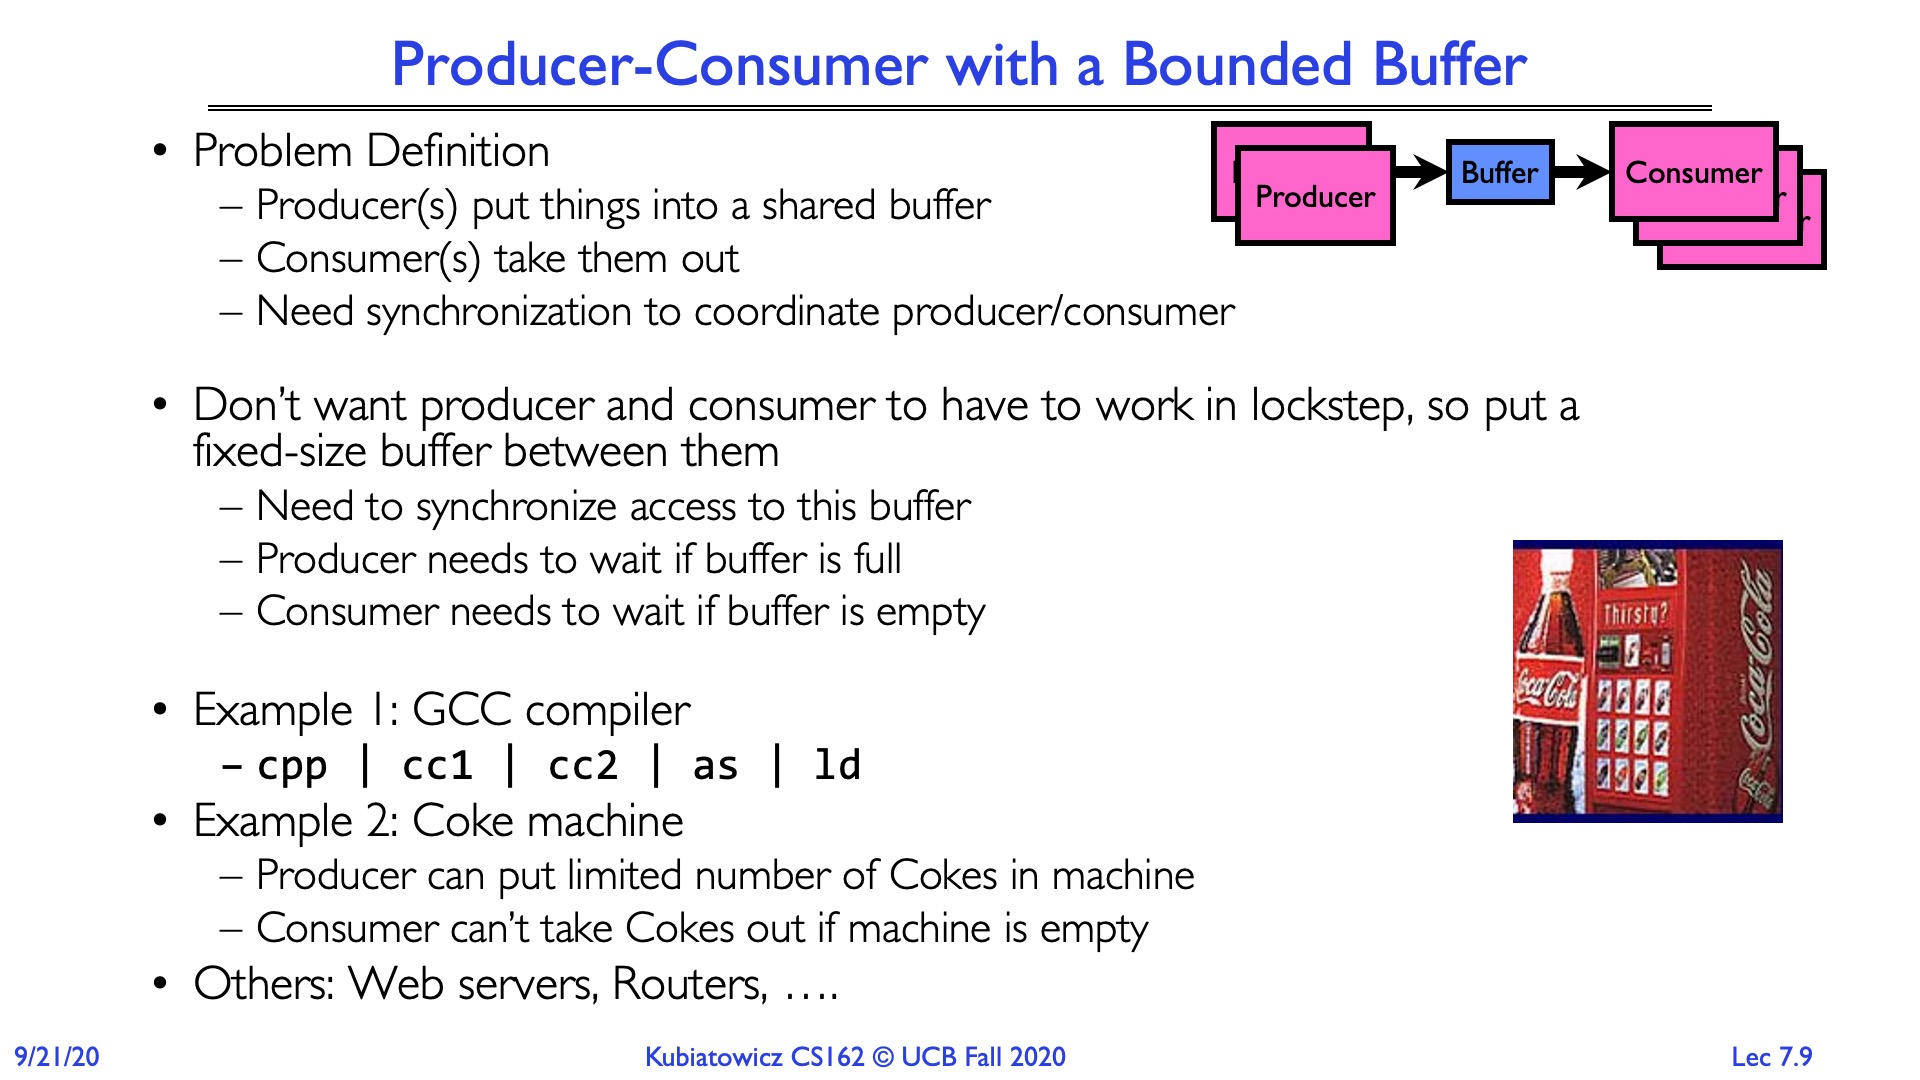 Producer-Consumer with a Bounded Buffer
• Problem Definition
– Producer(s) put things into a shared buffer
– Consumer(s) take them out
– Need synchronization to coordinate producer/consumer
Producer
Buffer
Consumer
r
r
• Don’t want producer and consumer to have to work in lockstep, so put a
fixed-size buffer between them
– Need to synchronize access to this buffer
– Producer needs to wait if buffer is full
– Consumer needs to wait if buffer is empty
• Example 1: GCC compiler
– cpp | cc1 | cc2 | as | ld
• Example 2: Coke machine
– Producer can put limited number of Cokes in machine
– Consumer can’t take Cokes out if machine is empty
• Others: Web servers, Routers, ….
Thirsty?
Coca-Cola
Coca-Cola
Coca-Cola
9/21/20
Kubiatowicz CS162 © UCB Fall 2020
Lec 7.9